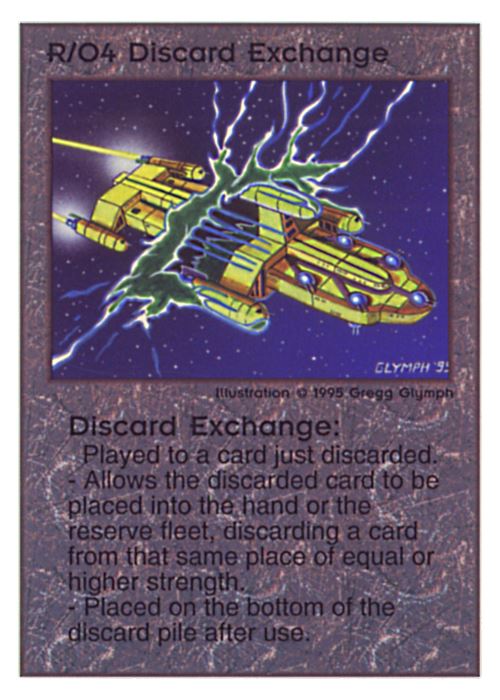 R/O4 Discard Exchange
GLYMPH '95
Illustration © 1995 Gregg Glymph
Discard Exchange:
- Played to a card just discarded.
- Allows the discarded card to be
placed into the hand or the
reserve fleet, discarding a card
from that same place of equal or
higher strength.
- Placed on the bottom of the
discard pile after use.